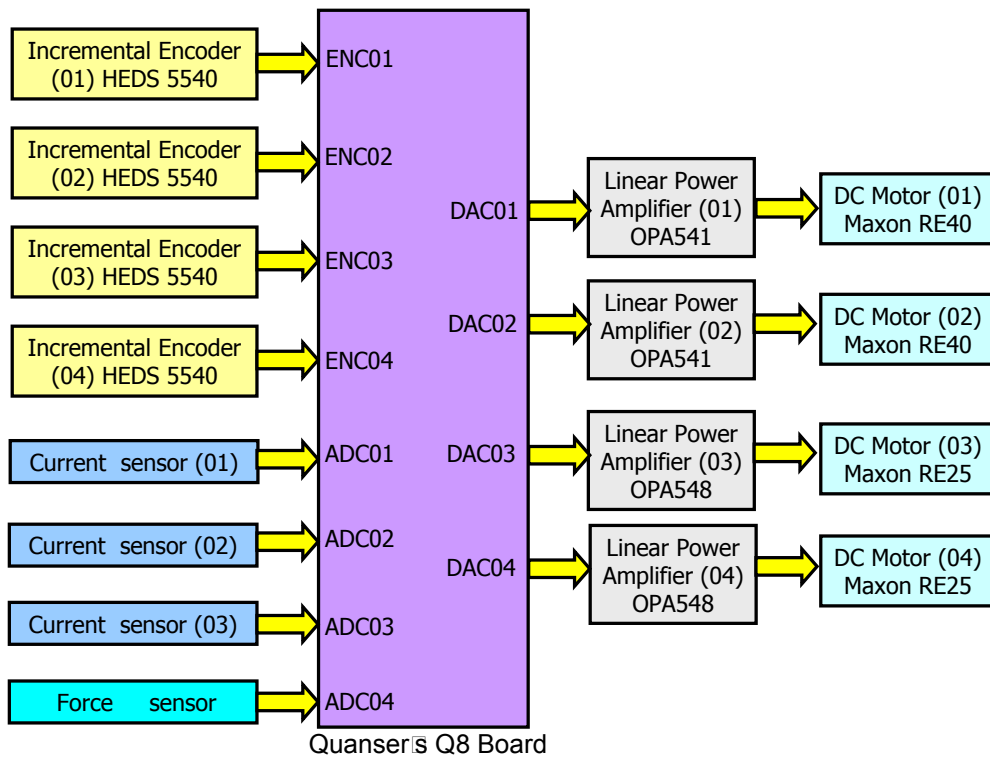 Incremental Encoder
(01) HEDS 5540
Incremental Encoder
(02) HEDS 5540
Incremental Encoder
(03) HEDS 5540
Incremental Encoder
(04) HEDS 5540
Current sensor (01)
Current sensor (02)
Current sensor (03)
Force sensor
ENC01
ENC02
ENC03
ENC04
ADC01
ADC02
ADC03
ADC04
DAC01
DAC02
DAC03
DAC04
Quanser's Q8 Board
Linear Power
Amplifier (01)
OPA541
Linear Power
Amplifier (02)
OPA541
Linear Power
Amplifier (03)
OPA548
Linear Power
Amplifier (04)
OPA548
DC Motor (01)
Maxon RE40
DC Motor (02)
Maxon RE40
DC Motor (03)
Maxon RE25
DC Motor (04)
Maxon RE25